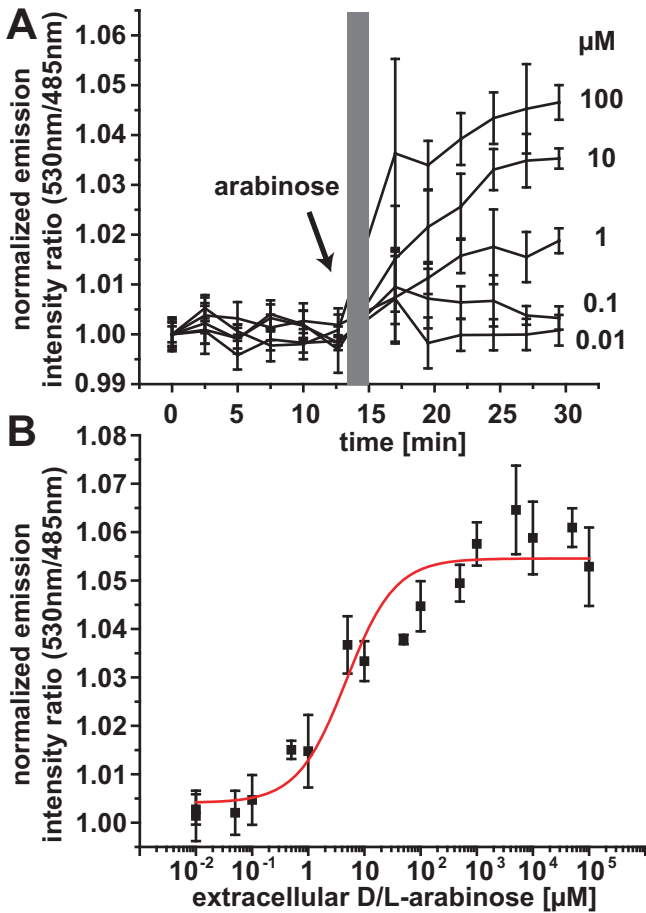 A
normalized emission
intensity ratio (530nm/485nm)
1.06
1.05
1.04
1.03
1.02
1.01
1.00
0.99
arabinose
µM
100
10
1
0.1
0.01
0 5 10 15 20 25 30
time [min]
B
normalized emission
intensity ratio (530nm/485nm)
1.08
1.07
1.06
1.05
1.04
1.03
1.02
1.01
1.00
10⁻² 10⁻¹ 1 10 10² 10³ 10⁴ 10⁵
extracellular D/L-arabinose [µM]